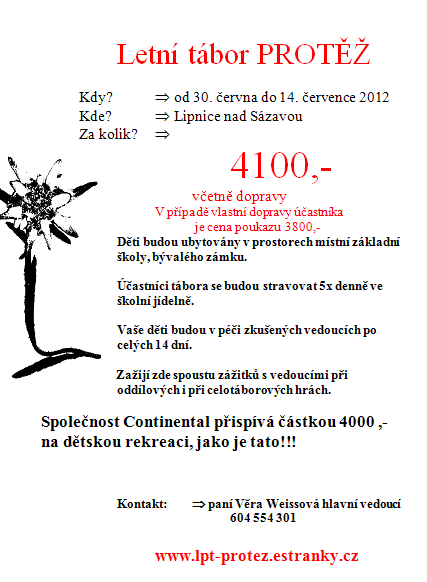 Letní tábor PROTĚŽ
Kdy? ⇒ od 30. června do 14. července 2012
Kde? ⇒ Lipnice nad Sázavou
Za kolik? ⇒
4100,-
včetně dopravy
V případě vlastní dopravy účastníka
je cena poukazu 3800,-
Děti budou ubytovány v prostorech místní základní
školy, bývalého zámku.
Účastníci tábora se budou stravovat 5x denně ve
školní jídelně.
Vaše děti budou v péči zkušených vedoucích po
celých 14 dní.
Zažijí zde spoustu zážitků s vedoucími při
oddílových i při celotáborových hrách.
Společnost Continental přispívá částkou 4000 ,-
na dětskou rekreaci, jako je tato!!!
Kontakt: ⇒ paní Věra Weissová hlavní vedoucí
604 554 301
www.lpt-protez.estranky.cz